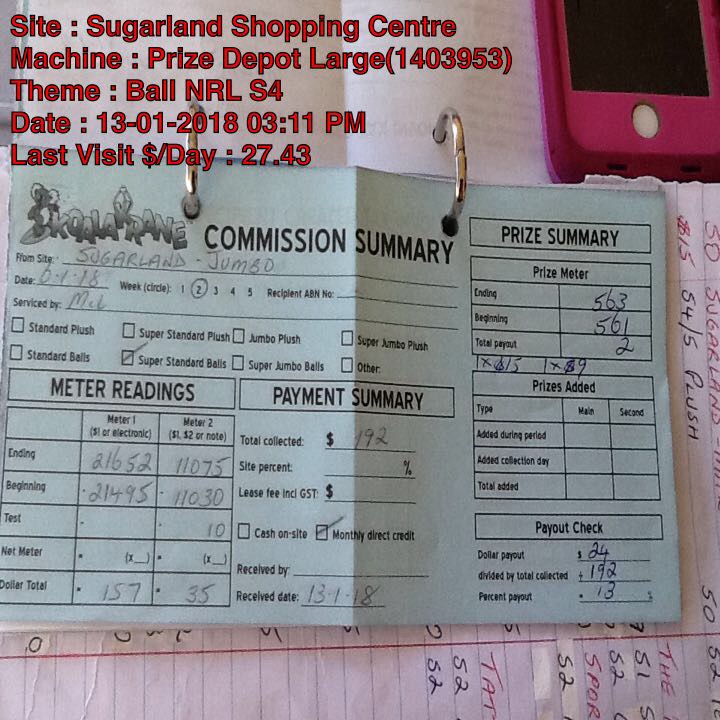 Site : Sugarland Shopping Centre
Machine : Prize Depot Large(1403953)
Theme : Ball NRL S4
Date : 13-01-2018 03:11 PM
Last Visit $/Day : 27.43
KOALA KRANE
COMMISSION SUMMARY
From Site: SUGARLAND - JUMBO
Date: 6-1-18 Week (circle): 1 2 3 4 5 Recipient ABN No:
Serviced by: Mel
Standard Plush Super Standard Plush Jumbo Plush Super Jumbo Plush
Standard Balls Super Standard Balls Super Jumbo Balls Other:
METER READINGS
Meter 1 Meter 2
($1 or electronic) ($1, $2 or note)
Ending 21652 11075
Beginning 21495 11030
Test 10
Net Meter (x__) (x__)
Dollar Total 157 35
PAYMENT SUMMARY
Total collected: $ 192
Site percent: %
Lease fee incl GST: $
Cash on-site Monthly direct credit
Received by:
Received date: 13-1-18
PRIZE SUMMARY
Prize Meter
Ending 563
Beginning 561
Total payout 2
1x$15 1x$9
Prizes Added
Type Main Second
Added during period
Added collection day
Total added
Payout Check
Dollar payout $ 24
divided by total collected ÷ 192
Percent payout = 13 %
$15 S4/5 PLUSH
50 SUGARLAND